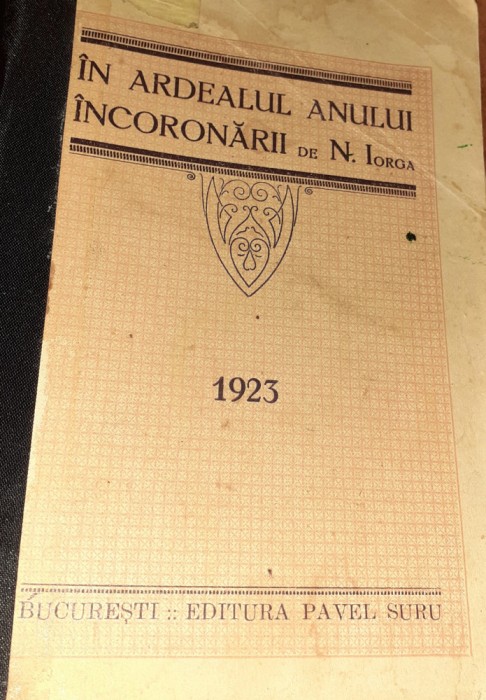 ÎN ARDEALUL ANULUI
ÎNCORONĂRII DE N. IORGA
1923
BUCUREȘTI :: EDITURA PAVEL SURU